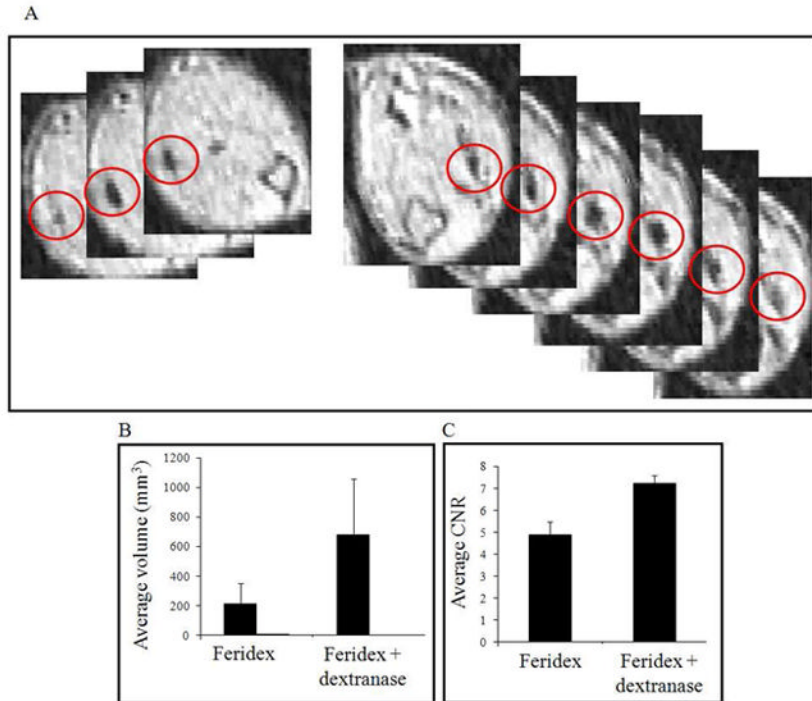 A
B
Average volume (mm³)
1200
1000
800
600
400
200
0
Feridex
Feridex +
dextranase
C
Average CNR
8
7
6
5
4
3
2
1
0
Feridex
Feridex +
dextranase